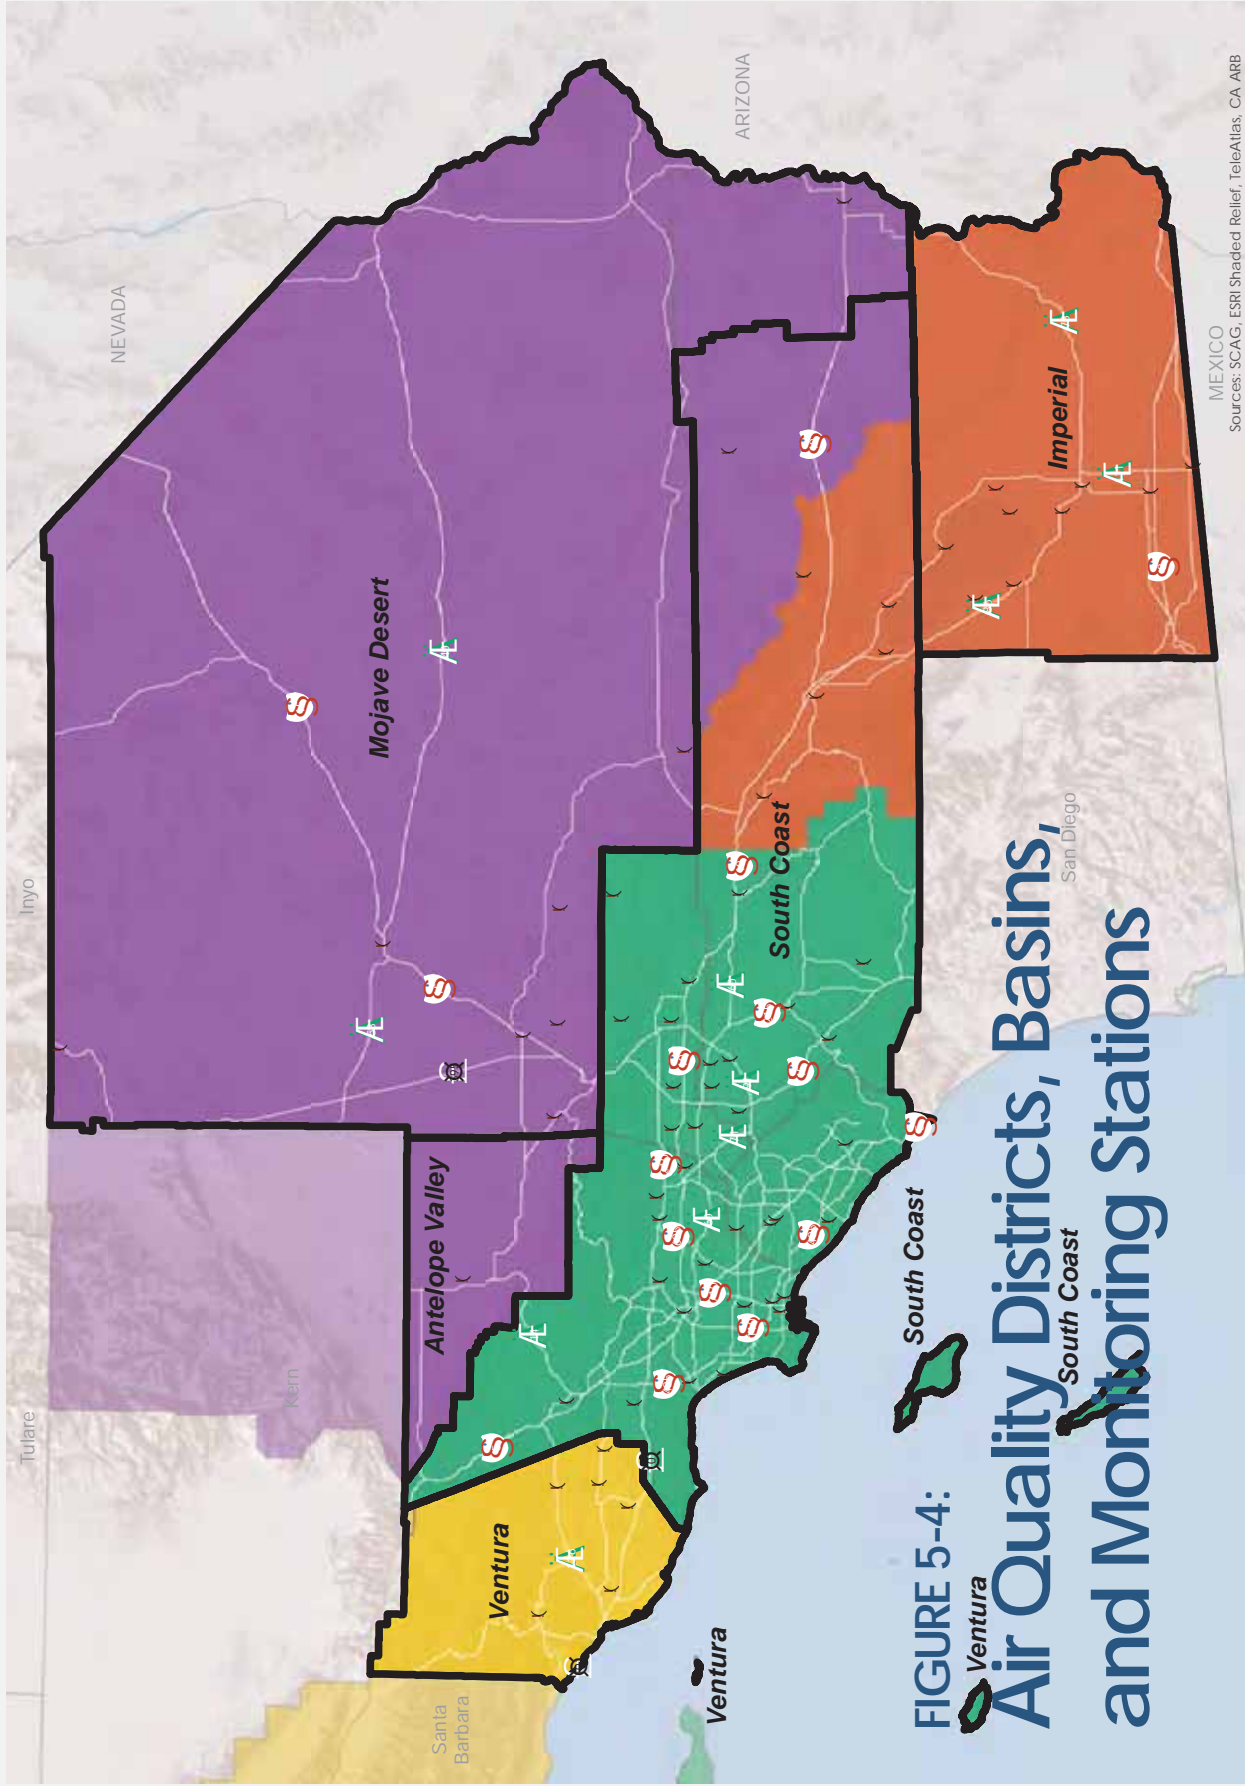 FIGURE 5-4:
Air Quality Districts, Basins,
and Monitoring Stations
Tulare
Inyo
NEVADA
Kern
Santa
Barbara
Ventura
Antelope Valley
Mojave Desert
ARIZONA
South Coast
Imperial
Ventura
Ventura
South Coast
South Coast
San Diego
MEXICO
Sources: SCAG, ESRI Shaded Relief, TeleAtlas, CA ARB